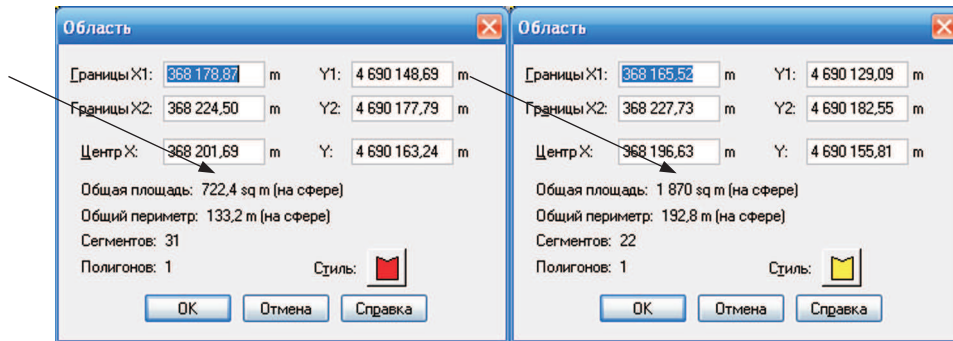 Область
Границы X1: 368 178,87 m Y1: 4 690 148,69 m
Границы X2: 368 224,50 m Y2: 4 690 177,79 m
Центр X: 368 201,69 m Y: 4 690 163,24 m
Общая площадь: 722,4 sq m (на сфере)
Общий периметр: 133,2 m (на сфере)
Сегментов: 31
Полигонов: 1 Стиль:
OK Отмена Справка
Область
Границы X1: 368 165,52 m Y1: 4 690 129,09 m
Границы X2: 368 227,73 m Y2: 4 690 182,55 m
Центр X: 368 196,63 m Y: 4 690 155,81 m
Общая площадь: 1 870 sq m (на сфере)
Общий периметр: 192,8 m (на сфере)
Сегментов: 22
Полигонов: 1 Стиль:
OK Отмена Справка